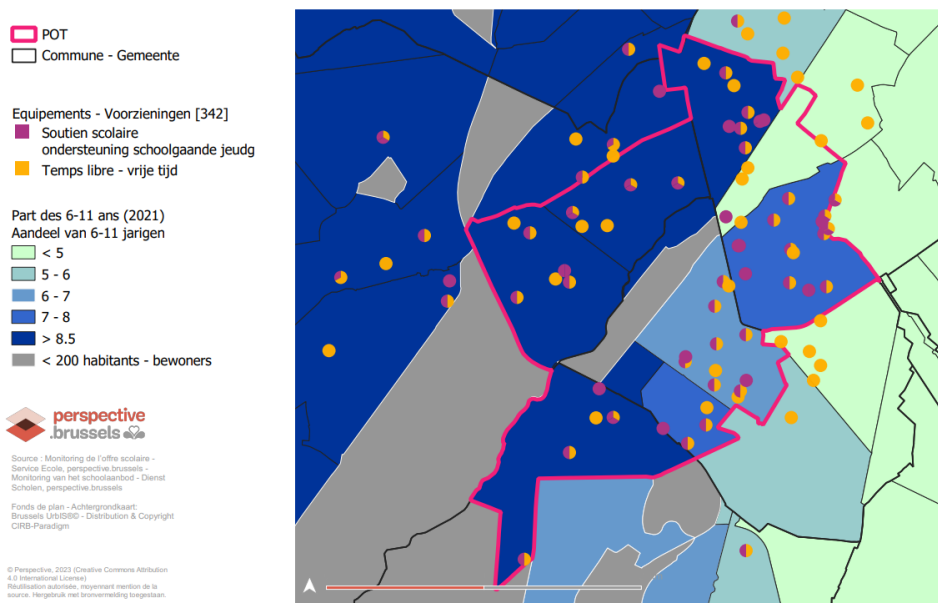 POT
Commune - Gemeente
Equipements - Voorzieningen [342]
Soutien scolaire
ondersteuning schoolgaande jeudg
Temps libre - vrije tijd
Part des 6-11 ans (2021)
Aandeel van 6-11 jarigen
< 5
5 - 6
6 - 7
7 - 8
> 8.5
< 200 habitants - bewoners
perspective
.brussels
Source : Monitoring de l'offre scolaire -
Service Ecole, perspective.brussels -
Monitoring van het schoolaanbod - Dienst
Scholen, perspective.brussels
Fonds de plan - Achtergrondkaart:
Brussels UrbIS®© - Distribution & Copyright
CIRB-Paradigm
© Perspective, 2023 (Creative Commons Attribution
4.0 International License)
Réutilisation autorisée, moyennant mention de la
source. Hergebruik met bronvermelding toegestaan.